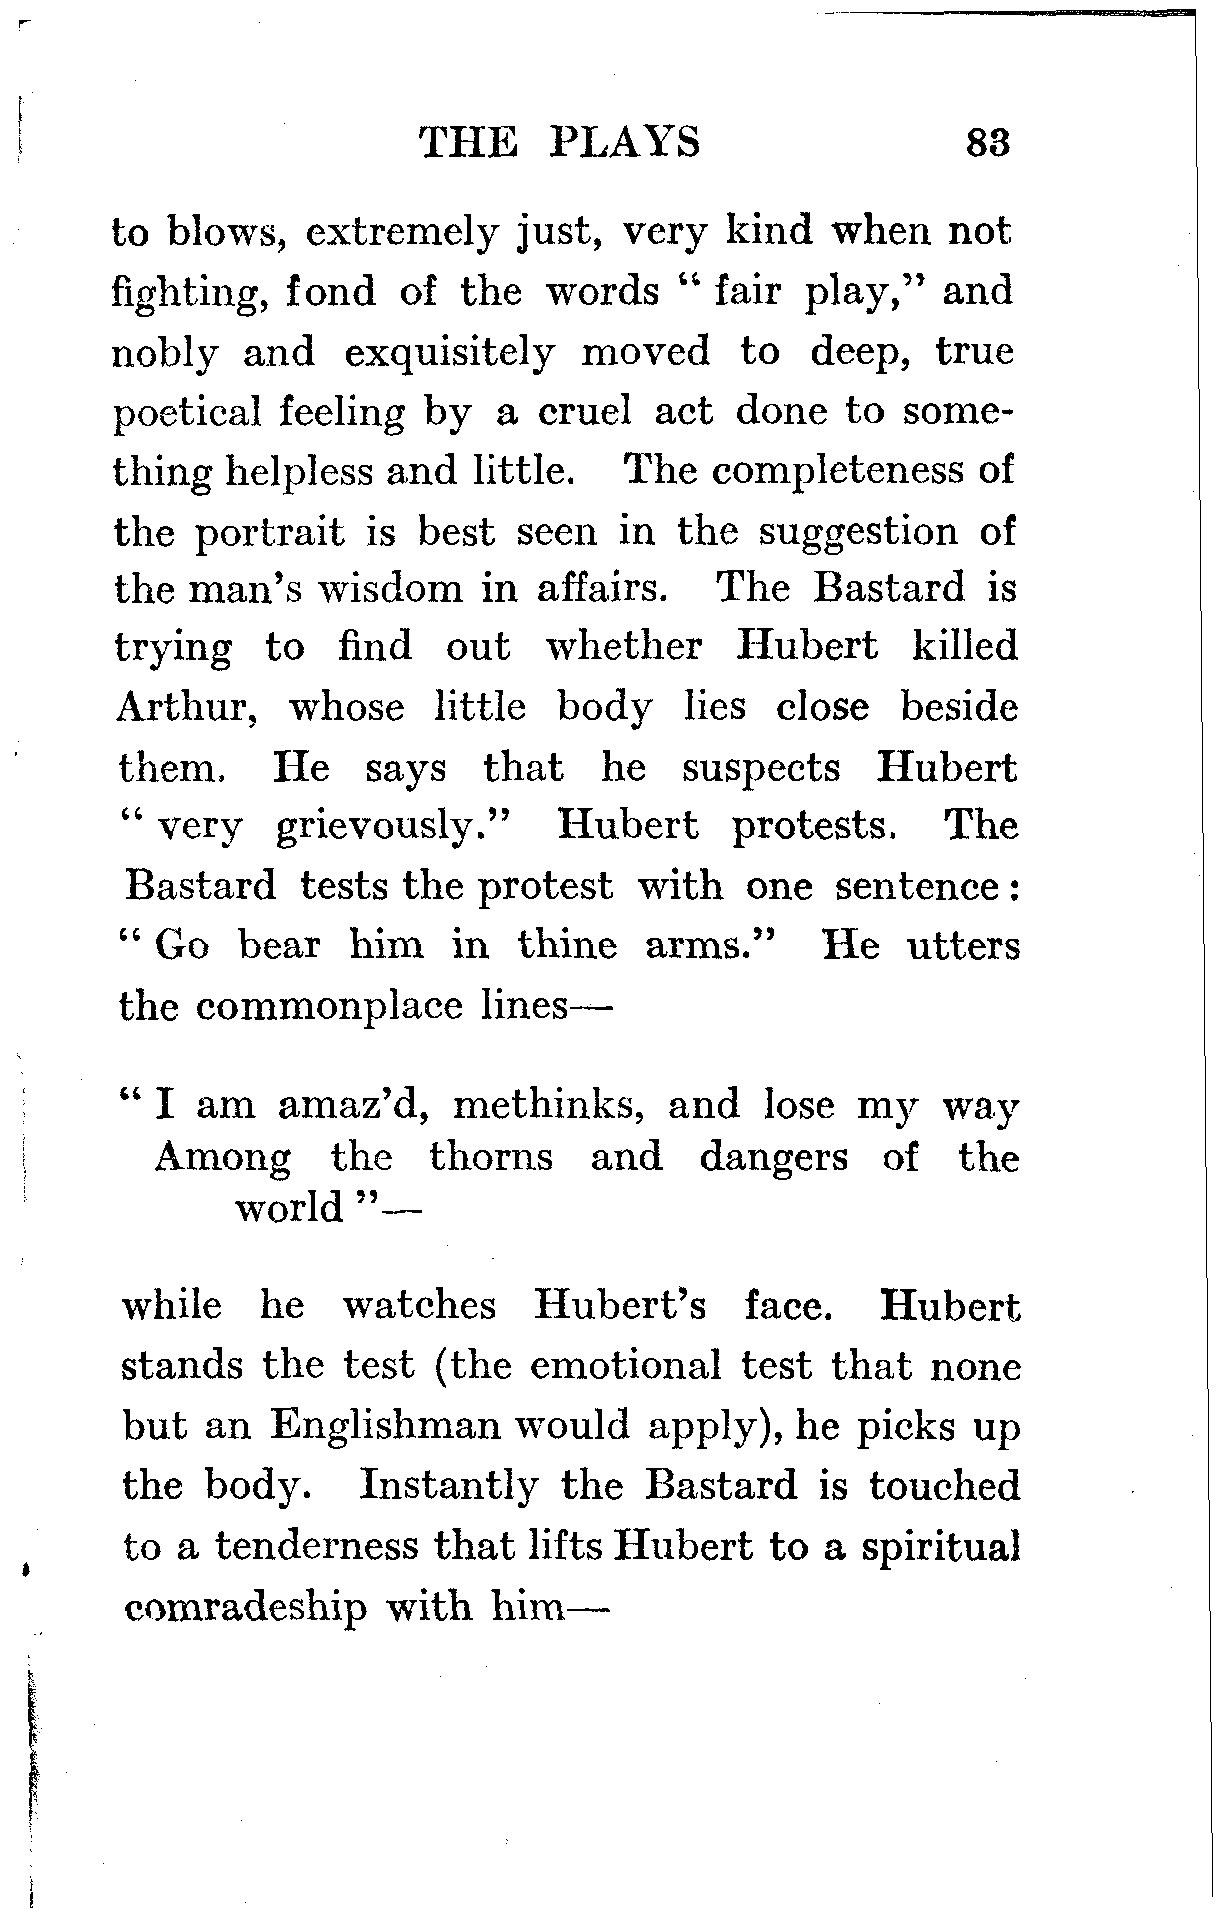 THE PLAYS 83
to blows, extremely just, very kind when not
fighting, fond of the words “ fair play,” and
nobly and exquisitely moved to deep, true
poetical feeling by a cruel act done to some-
thing helpless and little. The completeness of
the portrait is best seen in the suggestion of
the man’s wisdom in affairs. The Bastard is
trying to find out whether Hubert killed
Arthur, whose little body lies close beside
them. He says that he suspects Hubert
“ very grievously.” Hubert protests. The
Bastard tests the protest with one sentence :
“ Go bear him in thine arms.” He utters
the commonplace lines—
“ I am amaz’d, methinks, and lose my way
Among the thorns and dangers of the
world ”—
while he watches Hubert’s face. Hubert
stands the test (the emotional test that none
but an Englishman would apply), he picks up
the body. Instantly the Bastard is touched
to a tenderness that lifts Hubert to a spiritual
comradeship with him—